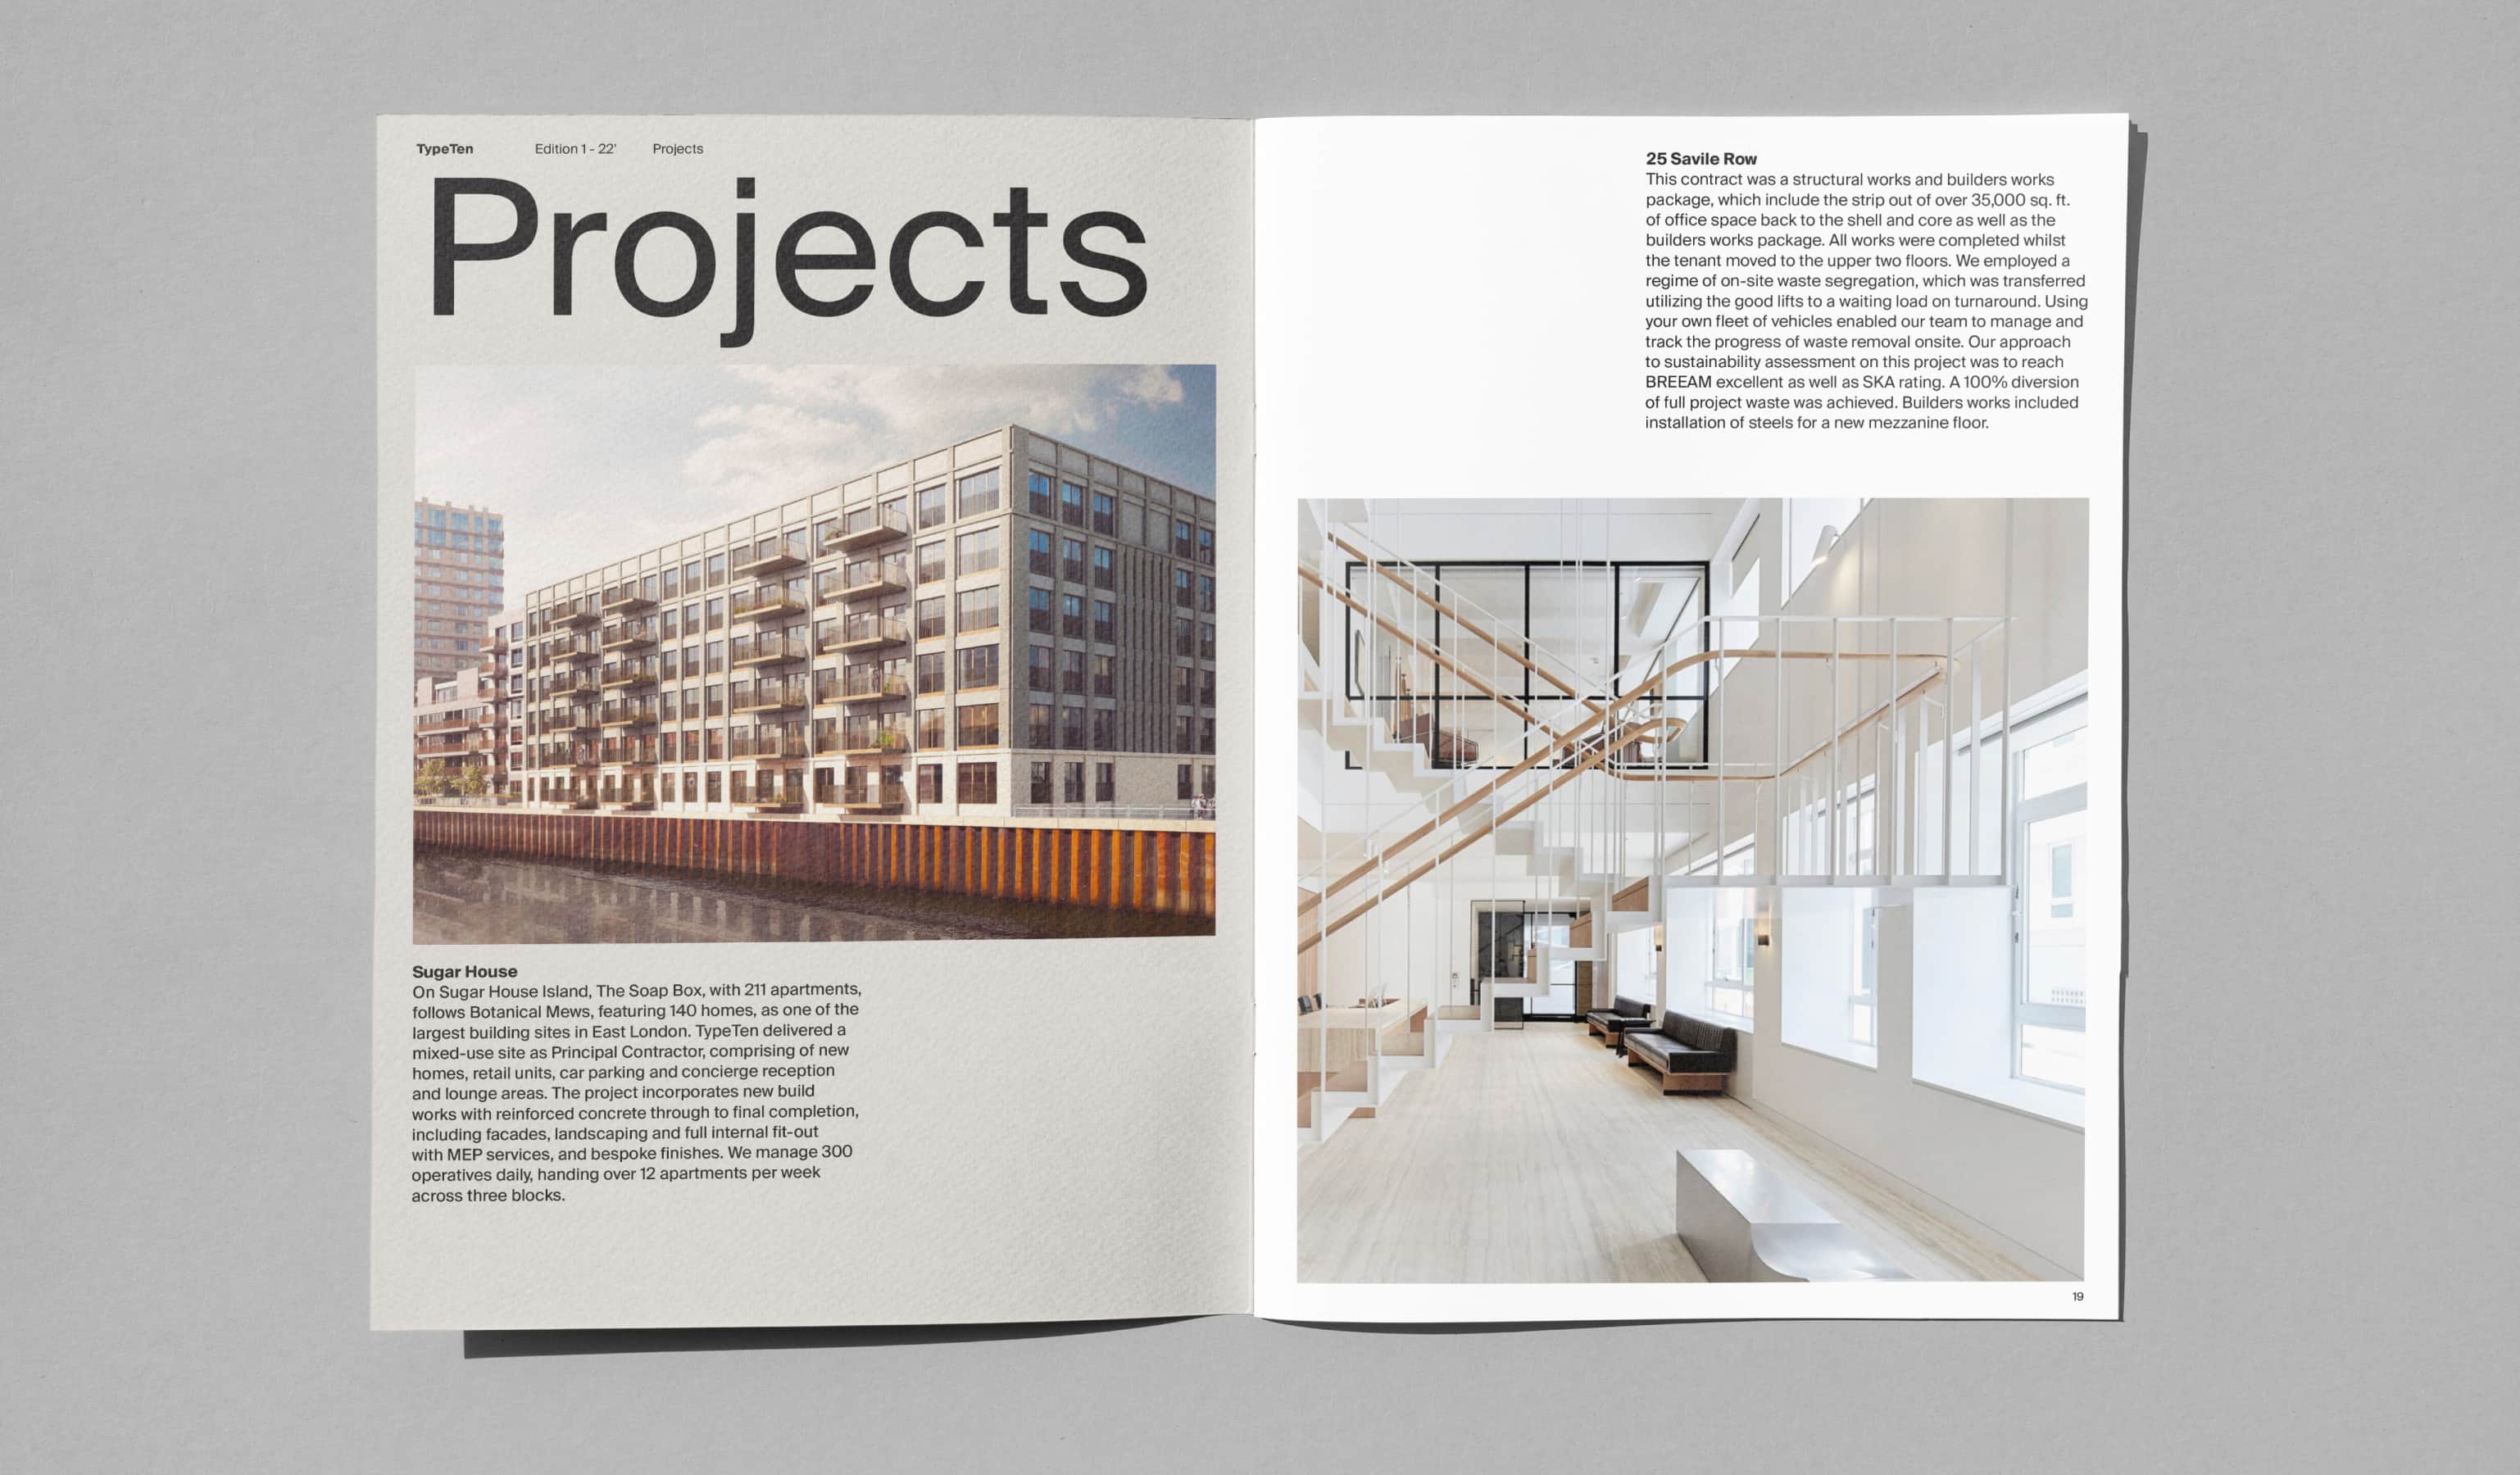 TypeTen Edition 1 - 22' Projects
Projects
Sugar House
On Sugar House Island, The Soap Box, with 211 apartments,
follows Botanical Mews, featuring 140 homes, as one of the
largest building sites in East London. TypeTen delivered a
mixed-use site as Principal Contractor, comprising of new
homes, retail units, car parking and concierge reception
and lounge areas. The project incorporates new build
works with reinforced concrete through to final completion,
including facades, landscaping and full internal fit-out
with MEP services, and bespoke finishes. We manage 300
operatives daily, handing over 12 apartments per week
across three blocks.
25 Savile Row
This contract was a structural works and builders works
package, which include the strip out of over 35,000 sq. ft.
of office space back to the shell and core as well as the
builders works package. All works were completed whilst
the tenant moved to the upper two floors. We employed a
regime of on-site waste segregation, which was transferred
utilizing the good lifts to a waiting load on turnaround. Using
your own fleet of vehicles enabled our team to manage and
track the progress of waste removal onsite. Our approach
to sustainability assessment on this project was to reach
BREEAM excellent as well as SKA rating. A 100% diversion
of full project waste was achieved. Builders works included
installation of steels for a new mezzanine floor.
19